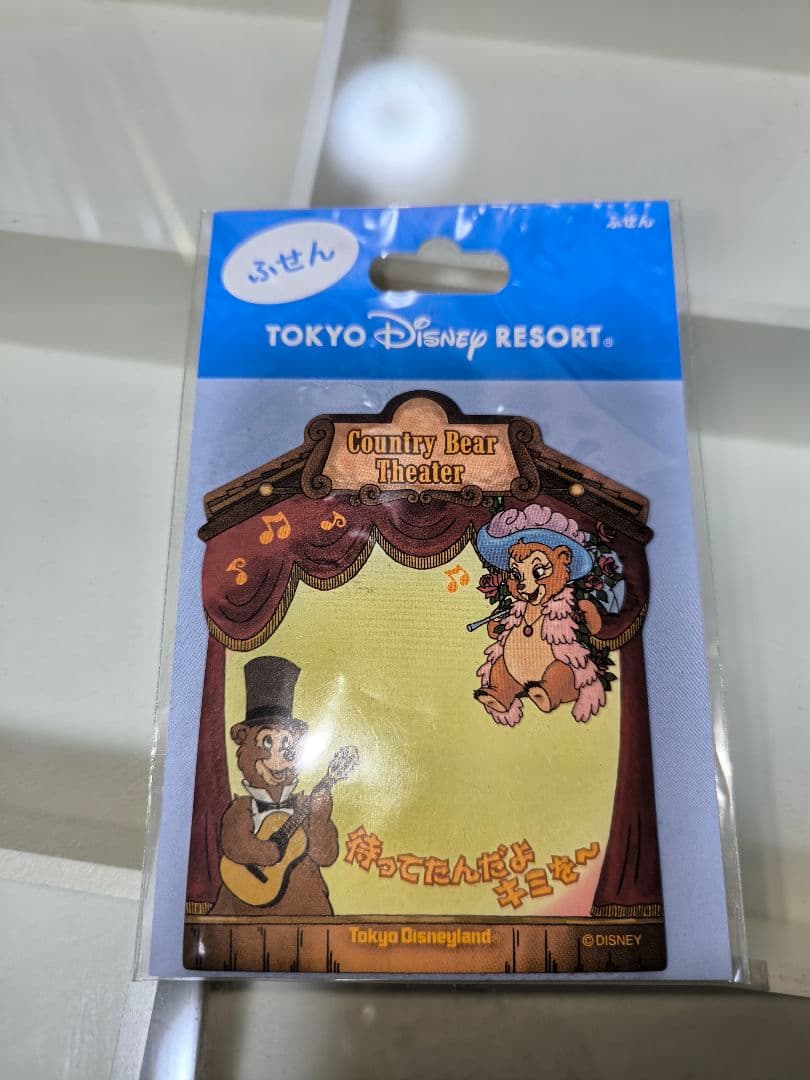 ふせん
ふせん
TOKYO Disney RESORT®
Country Bear
Theater
待ってたんだよ
キミを〜
Tokyo Disneyland®
©DISNEY